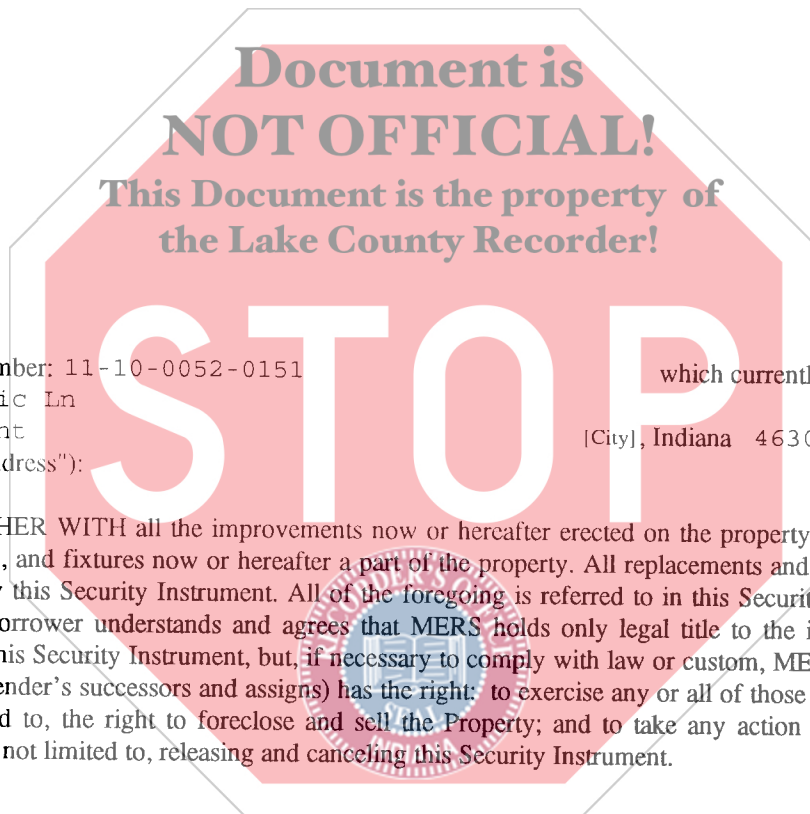 Document is
NOT OFFICIAL!
This Document is the property of
the Lake County Recorder!
STOP
mber: 11-10-0052-0151 which currentl
ic Ln
nt [City], Indiana 4630
dress"):
HER WITH all the improvements now or hereafter erected on the property
, and fixtures now or hereafter a part of the property. All replacements and
y this Security Instrument. All of the foregoing is referred to in this Securit
orrower understands and agrees that MERS holds only legal title to the i
his Security Instrument, but, if necessary to comply with law or custom, ME
ender's successors and assigns) has the right: to exercise any or all of those
d to, the right to foreclose and sell the Property; and to take any action
not limited to, releasing and canceling this Security Instrument.
RECORDER'S OFFICE
SEAL